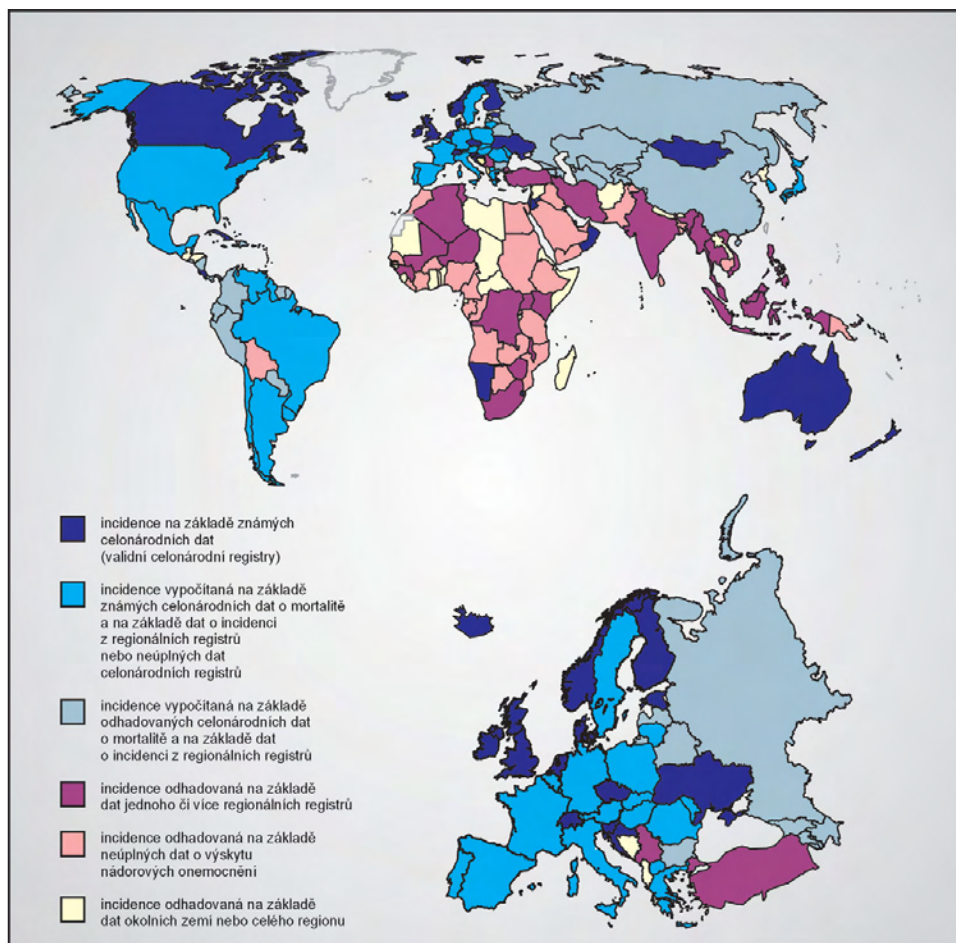 incidence na základě známých
celonárodních dat
(validní celonárodní registry)
incidence vypočítaná na základě
známých celonárodních dat o mortalitě
a na základě dat o incidenci
z regionálních registrů
nebo neúplných dat
celonárodních registrů
incidence vypočítaná na základě
odhadovaných celonárodních dat
o mortalitě a na základě dat
o incidenci z regionálních registrů
incidence odhadovaná na základě
dat jednoho či více regionálních registrů
incidence odhadovaná na základě
neúplných dat o výskytu
nádorových onemocnění
incidence odhadovaná na základě
dat okolních zemi nebo celého regionu